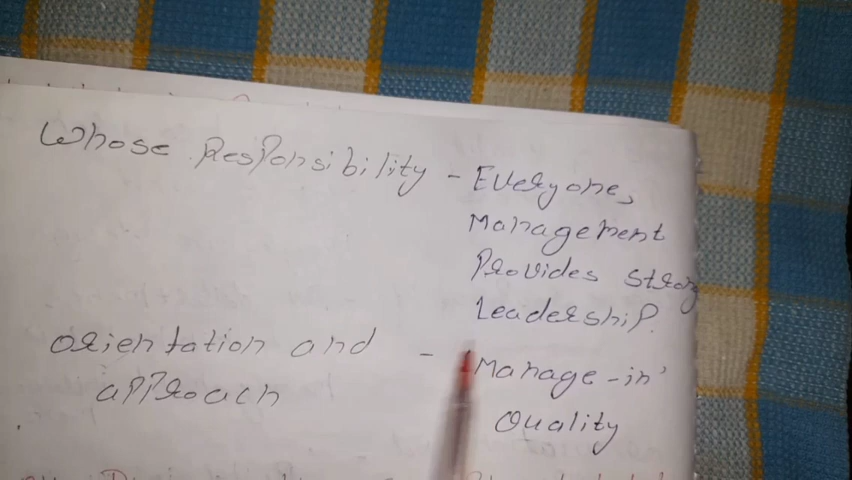 Whose Responsibility - Everyone,
Management
Provides strong
Leadership.
Orientation and - 'Manage-in'
approach Quality